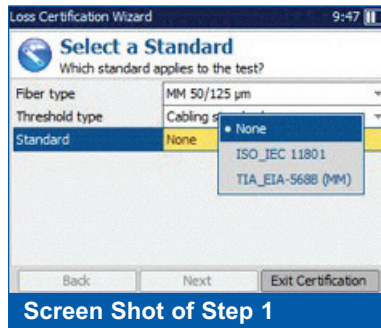 Loss Certification Wizard 9:47
Select a Standard
Which standard applies to the test?
Fiber type MM 50/125 µm
Threshold type Cabling
Standard None
• None
ISO_IEC 11801
TIA_EIA-568B (MM)
Back Next Exit Certification
Screen Shot of Step 1